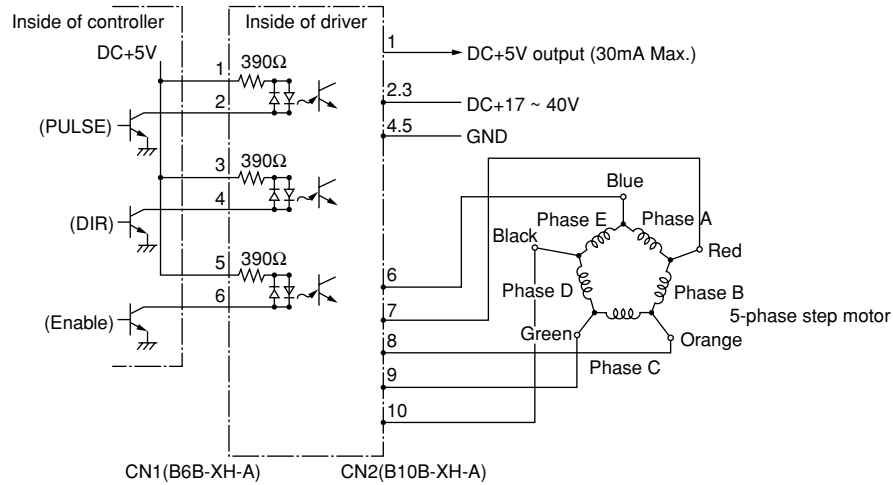 Inside of controller
Inside of driver
DC+5V
1
390Ω
2
(PULSE)
3
390Ω
4
(DIR)
5
390Ω
6
(Enable)
1
DC+5V output (30mA Max.)
2.3
DC+17 ~ 40V
4.5
GND
Blue
Phase E
Phase A
Black
Red
6
Phase D
Phase B
7
5-phase step motor
Green
Orange
8
Phase C
9
10
CN1(B6B-XH-A)
CN2(B10B-XH-A)